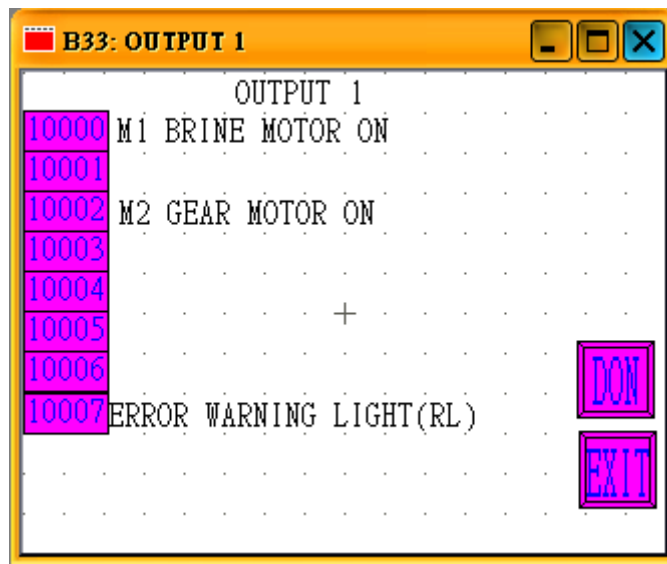 B33: OUTPUT 1
OUTPUT 1
10000 M1 BRINE MOTOR ON
10001
10002 M2 GEAR MOTOR ON
10003
10004
10005
10006
10007 ERROR WARNING LIGHT(RL)
DON
EXIT